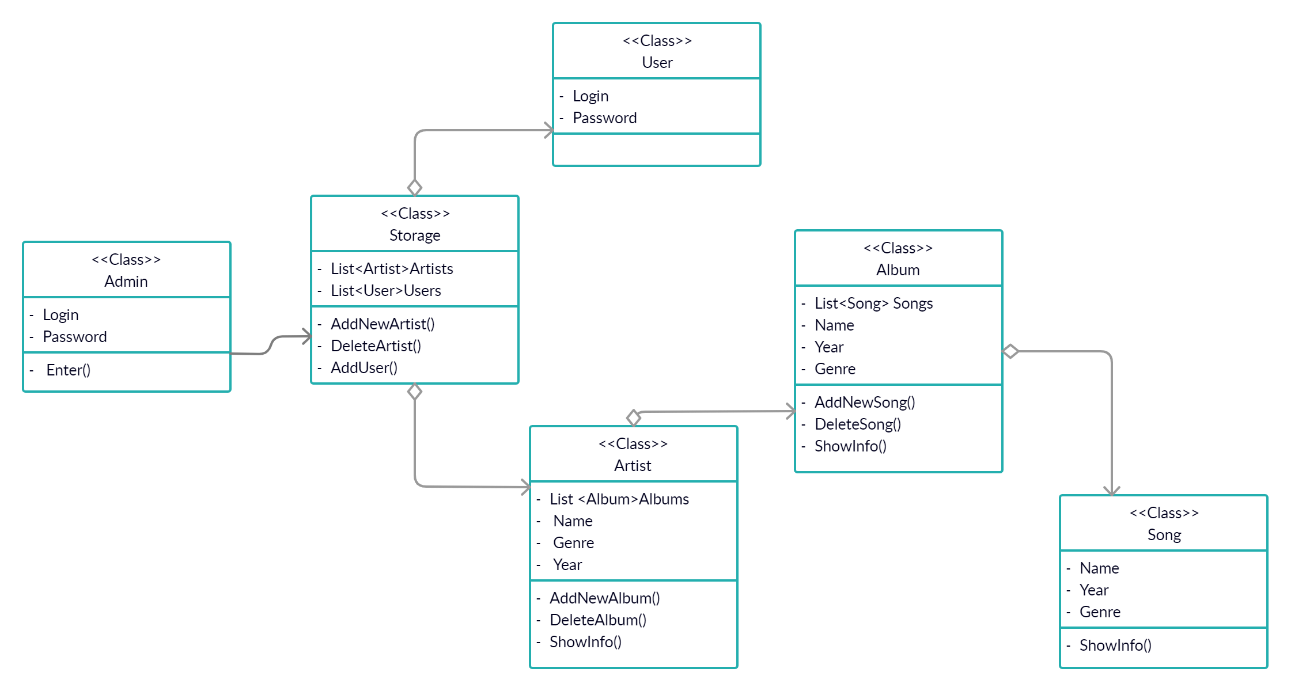 <<Class>>
User
- Login
- Password
<<Class>>
Storage
- List<Artist>Artists
- List<User>Users
- AddNewArtist()
- DeleteArtist()
- AddUser()
<<Class>>
Admin
- Login
- Password
- Enter()
<<Class>>
Album
- List<Song> Songs
- Name
- Year
- Genre
- AddNewSong()
- DeleteSong()
- ShowInfo()
<<Class>>
Artist
- List <Album>Albums
- Name
- Genre
- Year
- AddNewAlbum()
- DeleteAlbum()
- ShowInfo()
<<Class>>
Song
- Name
- Year
- Genre
- ShowInfo()